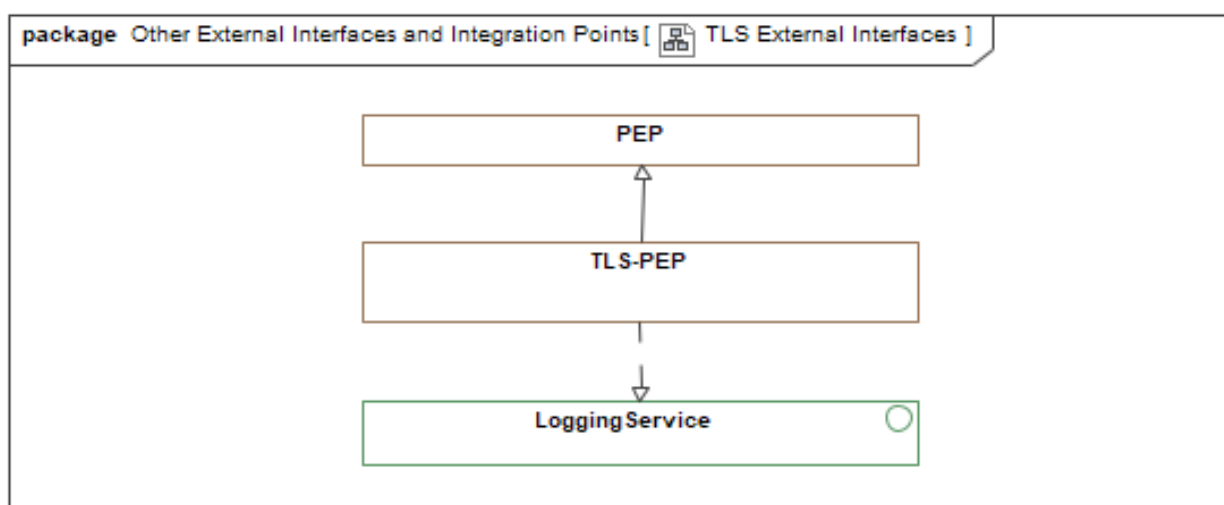 package Other External Interfaces and Integration Points[ TLS External Interfaces ]
PEP
TLS-PEP
LoggingService